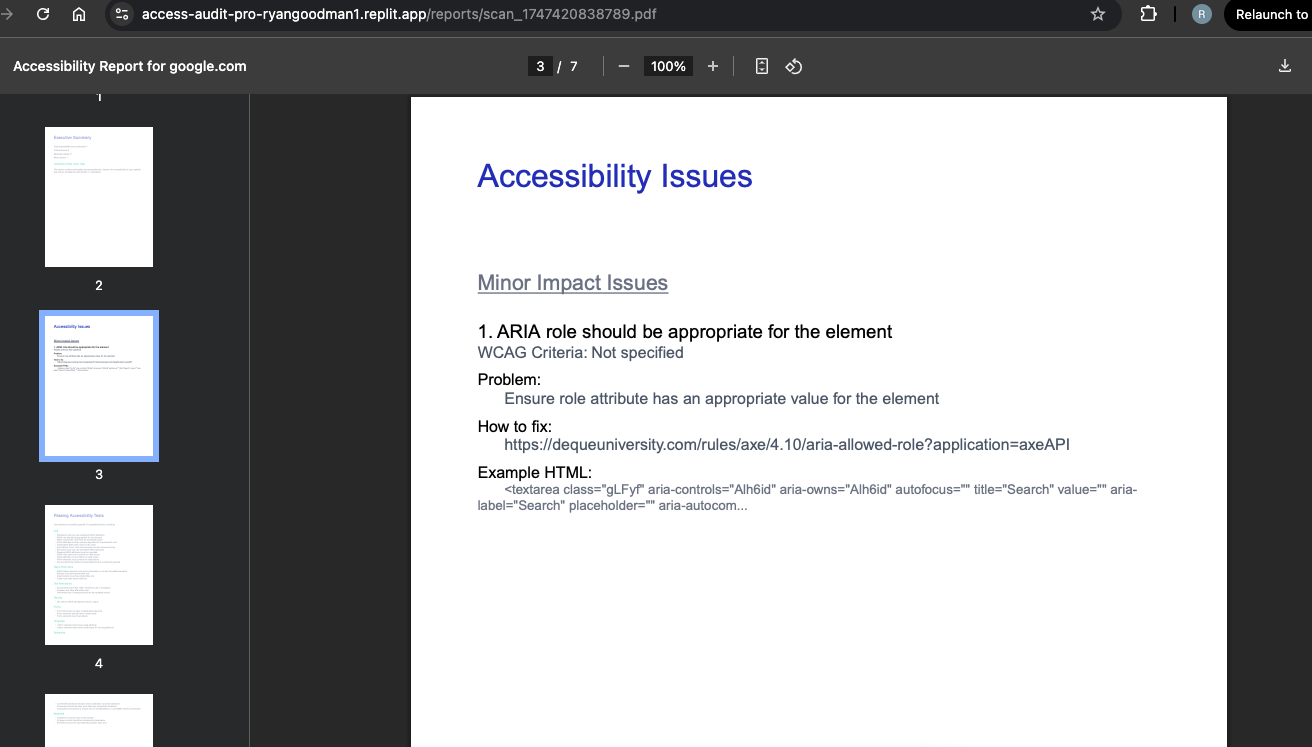 access-audit-pro-ryangoodman1.replit.app/reports/scan_1747420838789.pdf
R
Relaunch to
Accessibility Report for google.com
3 / 7
100%
1
Executive Summary
2
Accessibility Issues
3
Passing Accessibility Tests
4
Accessibility Issues
Minor Impact Issues
1. ARIA role should be appropriate for the element
WCAG Criteria: Not specified
Problem:
Ensure role attribute has an appropriate value for the element
How to fix:
https://dequeuniversity.com/rules/axe/4.10/aria-allowed-role?application=axeAPI
Example HTML:
<textarea class="gLFyf" aria-controls="Alh6id" aria-owns="Alh6id" autofocus="" title="Search" value="" aria-
label="Search" placeholder="" aria-autocom...